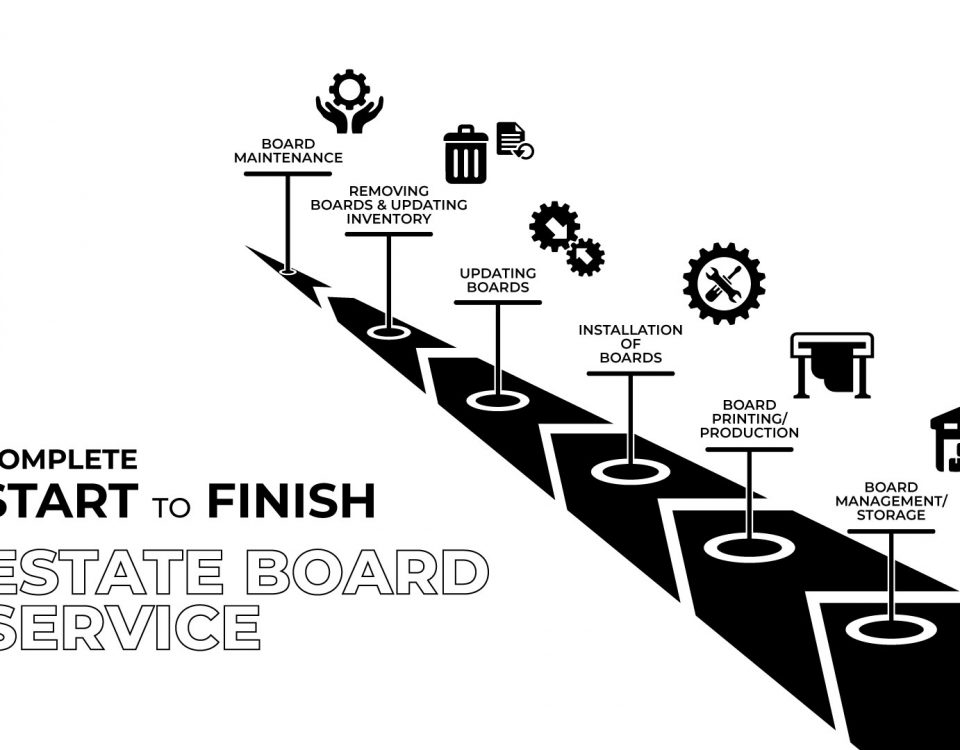 BOARD
MAINTENANCE
REMOVING
BOARDS & UPDATING
INVENTORY
UPDATING
BOARDS
INSTALLATION
OF
BOARDS
BOARD
PRINTING/
PRODUCTION
BOARD
MANAGEMENT/
STORAGE
OMPLETE
START TO FINISH
ESTATE BOARD
SERVICE